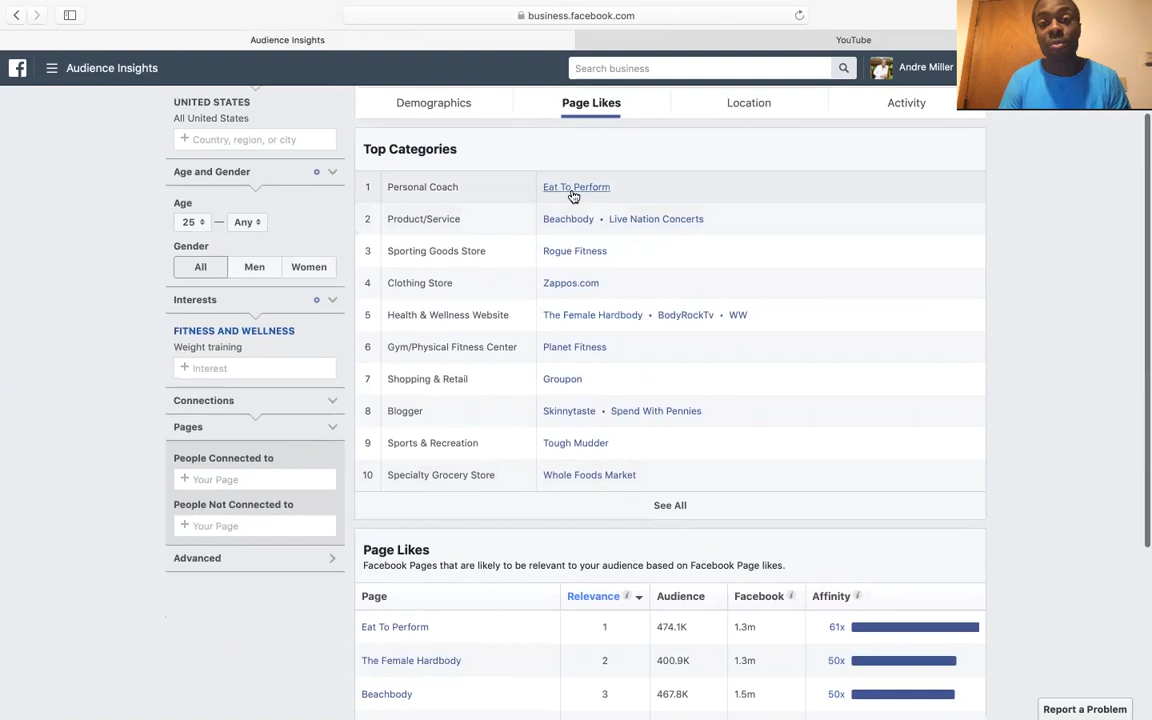 business.facebook.com
Audience Insights
YouTube
Audience Insights
Search business
Andre Miller
UNITED STATES
All United States
+ Country, region, or city
Age and Gender
Age
25 — Any
Gender
All Men Women
Interests
FITNESS AND WELLNESS
Weight training
+ Interest
Connections
Pages
People Connected to
+ Your Page
People Not Connected to
+ Your Page
Advanced
Demographics Page Likes Location Activity
Top Categories
1 Personal Coach Eat To Perform
2 Product/Service Beachbody • Live Nation Concerts
3 Sporting Goods Store Rogue Fitness
4 Clothing Store Zappos.com
5 Health & Wellness Website The Female Hardbody • BodyRockTv • WW
6 Gym/Physical Fitness Center Planet Fitness
7 Shopping & Retail Groupon
8 Blogger Skinnytaste • Spend With Pennies
9 Sports & Recreation Tough Mudder
10 Specialty Grocery Store Whole Foods Market
See All
Page Likes
Facebook Pages that are likely to be relevant to your audience based on Facebook Page likes.
Page Relevance i Audience Facebook i Affinity i
Eat To Perform 1 474.1K 1.3m 61x
The Female Hardbody 2 400.9K 1.3m 50x
Beachbody 3 467.8K 1.5m 50x
Report a Problem